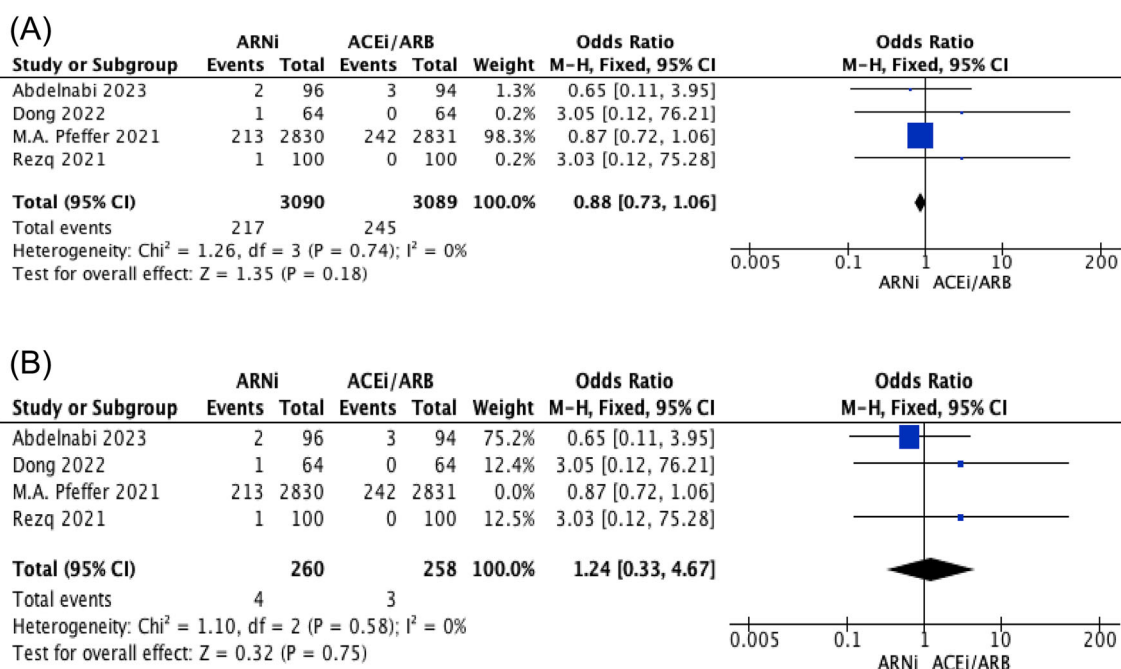 (A)
ARNi ACEi/ARB Odds Ratio Odds Ratio
Study or Subgroup Events Total Events Total Weight M-H, Fixed, 95% CI M-H, Fixed, 95% CI
Abdelnabi 2023 2 96 3 94 1.3% 0.65 [0.11, 3.95]
Dong 2022 1 64 0 64 0.2% 3.05 [0.12, 76.21]
M.A. Pfeffer 2021 213 2830 242 2831 98.3% 0.87 [0.72, 1.06]
Rezq 2021 1 100 0 100 0.2% 3.03 [0.12, 75.28]
Total (95% CI) 3090 3089 100.0% 0.88 [0.73, 1.06]
Total events 217 245
Heterogeneity: Chi² = 1.26, df = 3 (P = 0.74); I² = 0%
Test for overall effect: Z = 1.35 (P = 0.18)
0.005 0.1 1 10 200
ARNi ACEi/ARB
(B)
ARNi ACEi/ARB Odds Ratio Odds Ratio
Study or Subgroup Events Total Events Total Weight M-H, Fixed, 95% CI M-H, Fixed, 95% CI
Abdelnabi 2023 2 96 3 94 75.2% 0.65 [0.11, 3.95]
Dong 2022 1 64 0 64 12.4% 3.05 [0.12, 76.21]
M.A. Pfeffer 2021 213 2830 242 2831 0.0% 0.87 [0.72, 1.06]
Rezq 2021 1 100 0 100 12.5% 3.03 [0.12, 75.28]
Total (95% CI) 260 258 100.0% 1.24 [0.33, 4.67]
Total events 4 3
Heterogeneity: Chi² = 1.10, df = 2 (P = 0.58); I² = 0%
Test for overall effect: Z = 0.32 (P = 0.75)
0.005 0.1 1 10 200
ARNi ACEi/ARB